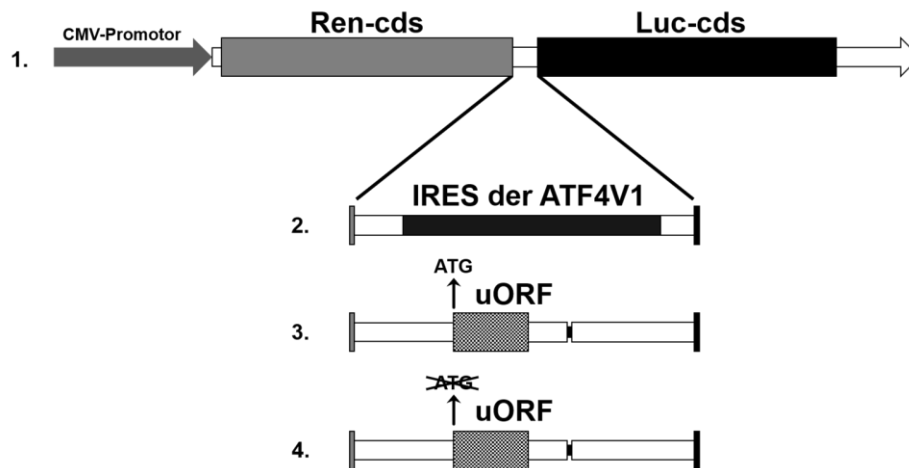 Ren-cds Luc-cds
CMV-Promotor
1.
IRES der ATF4V1
2.
ATG
uORF
3.
ATG
uORF
4.